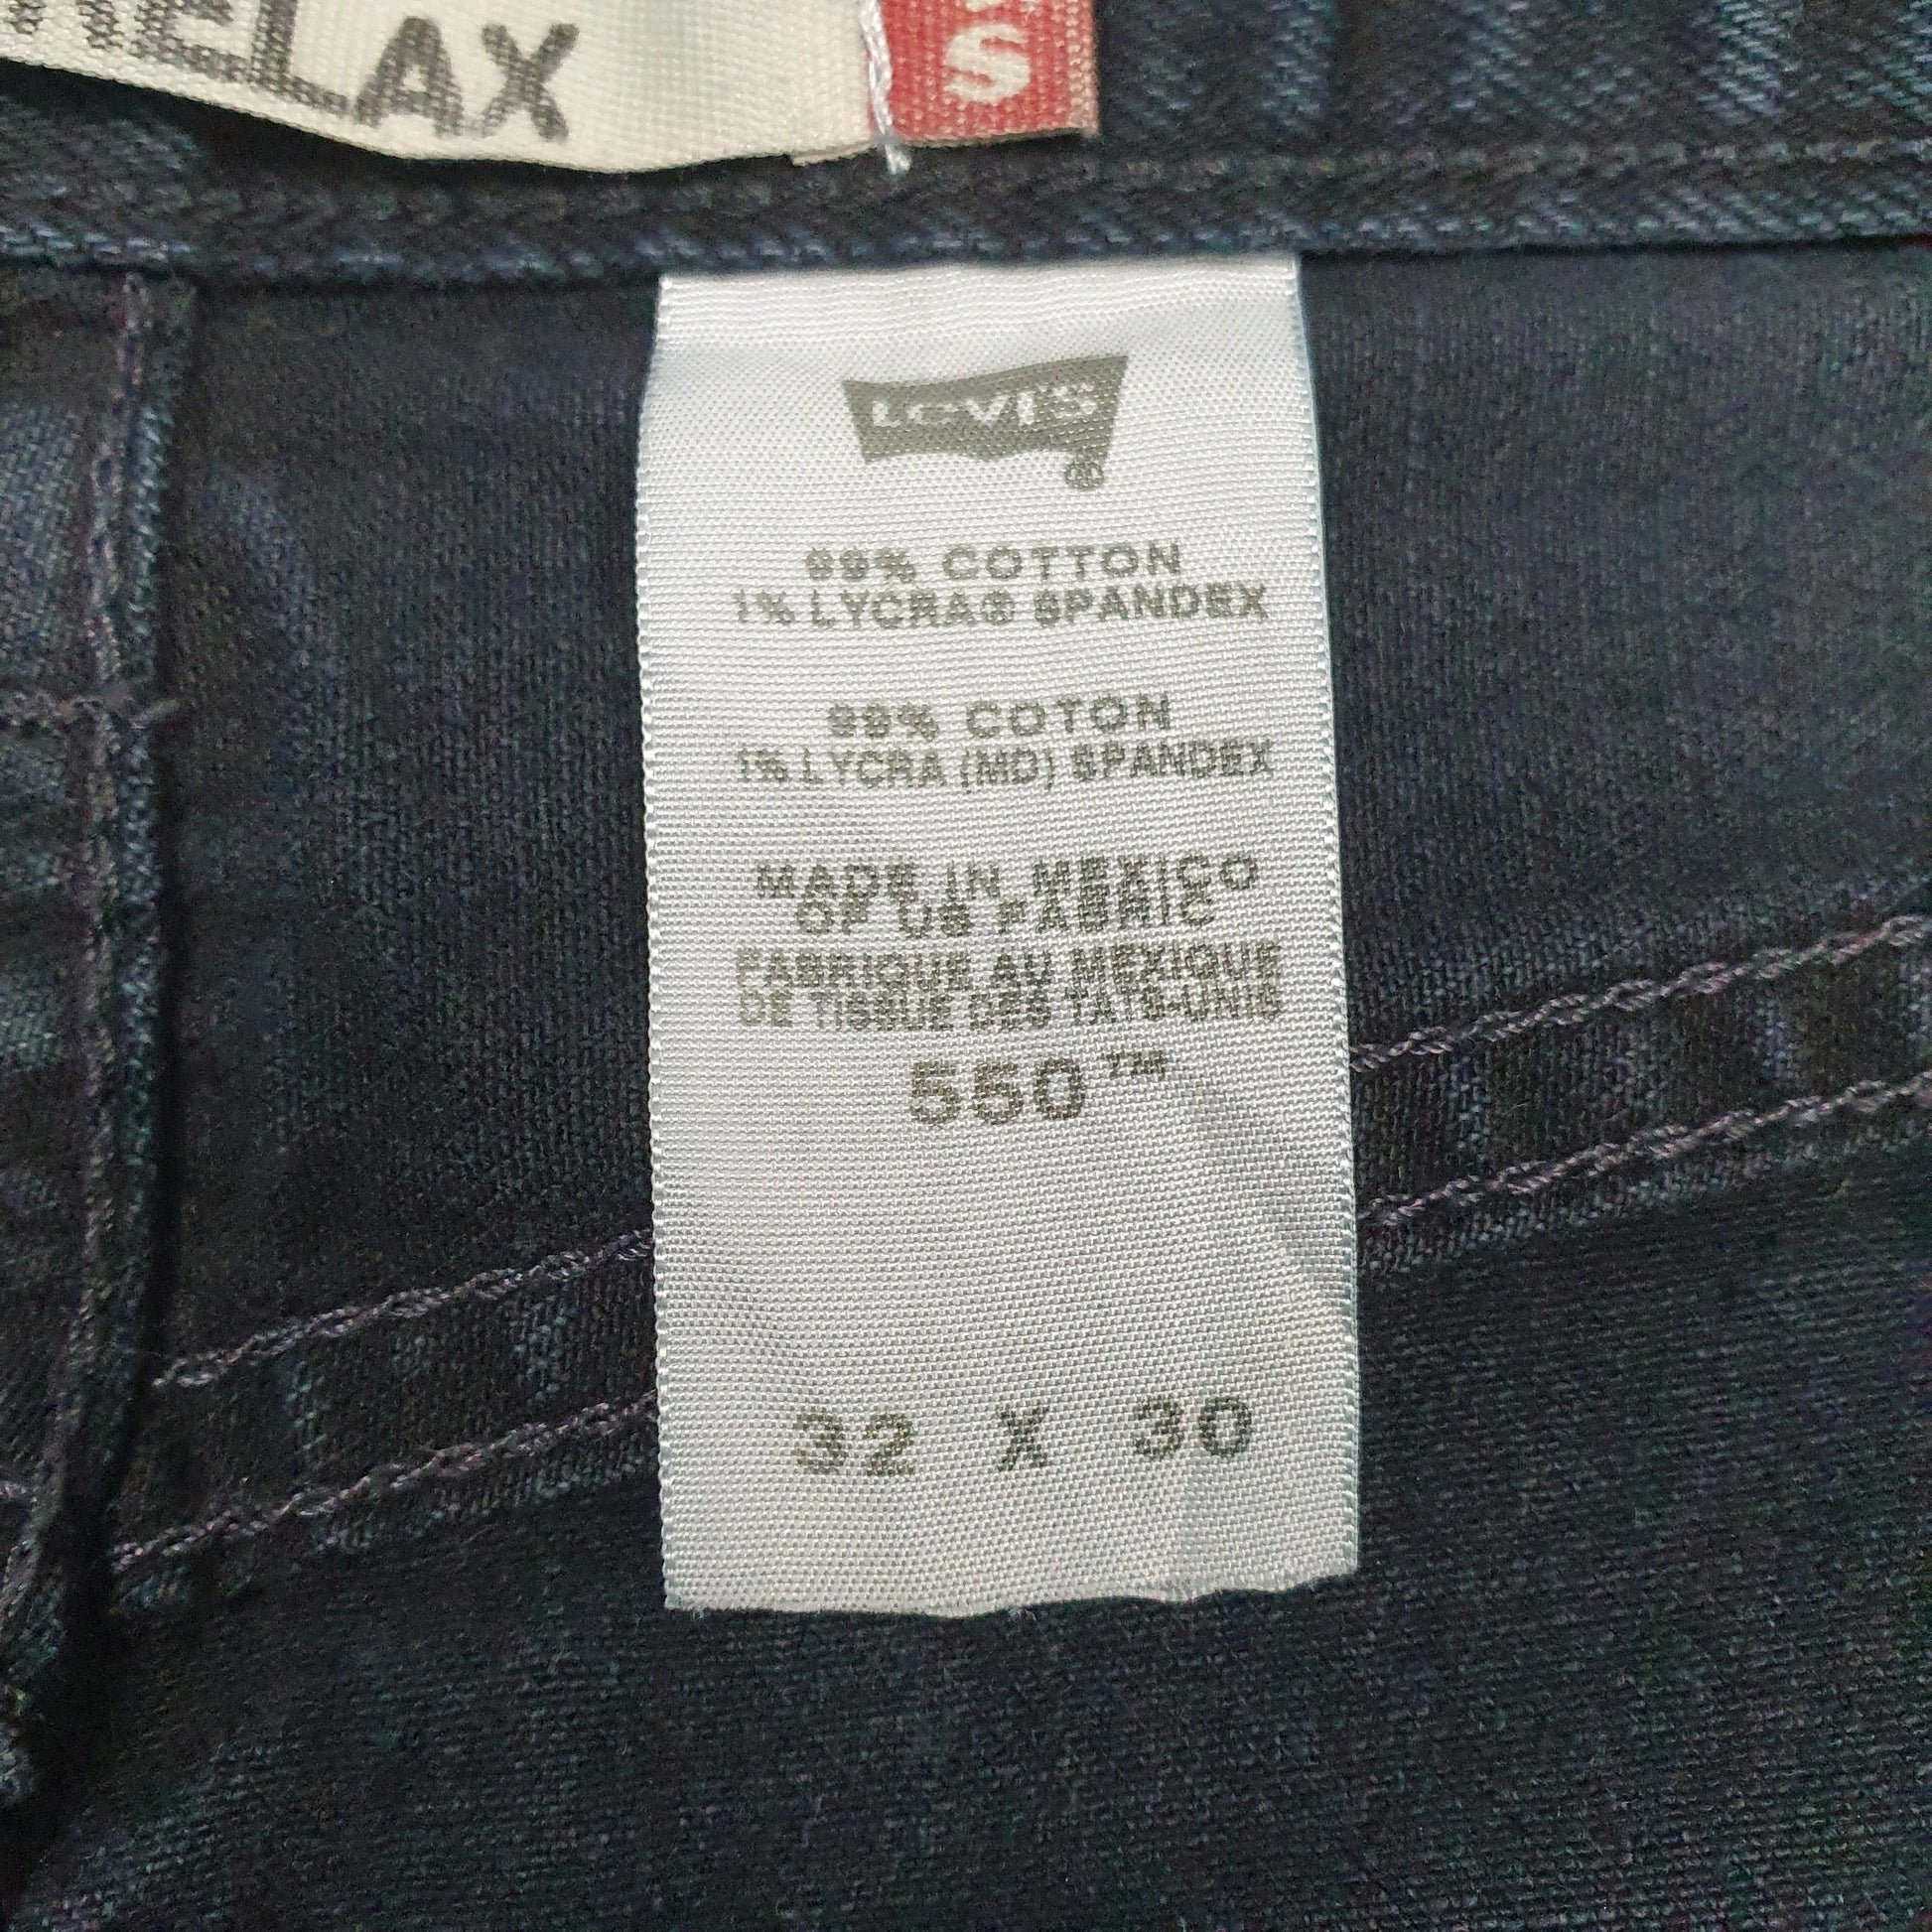 RELAX
S
Levi's
®
99% COTTON
1% LYCRA® SPANDEX
99% COTON
1% LYCRA (MD) SPANDEX
MADE IN MEXICO
OF US FABRIC
FABRIQUE AU MEXIQUE
DE TISSUE DES TATS-UNIS
550™
32 X 30